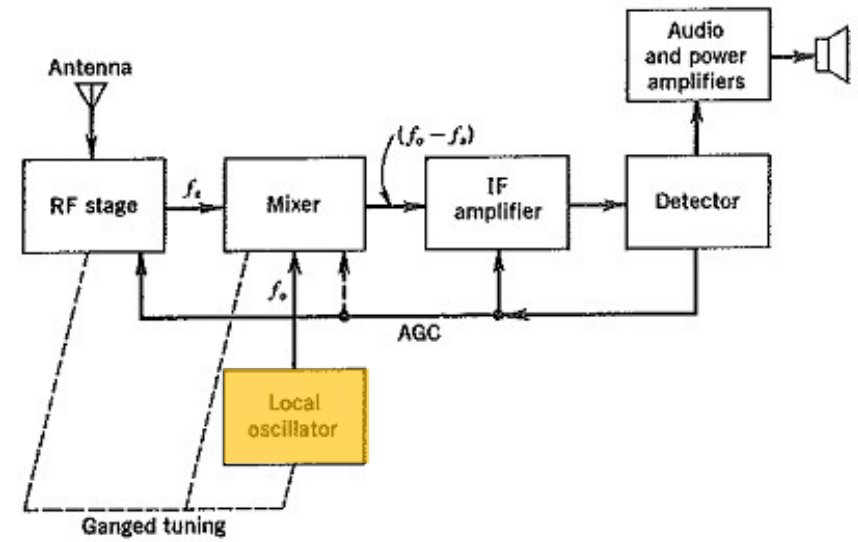 Antenna
RF stage
fs
Mixer
(fo − fs)
IF
amplifier
Detector
Audio
and power
amplifiers
fo
AGC
Local
oscillator
Ganged tuning